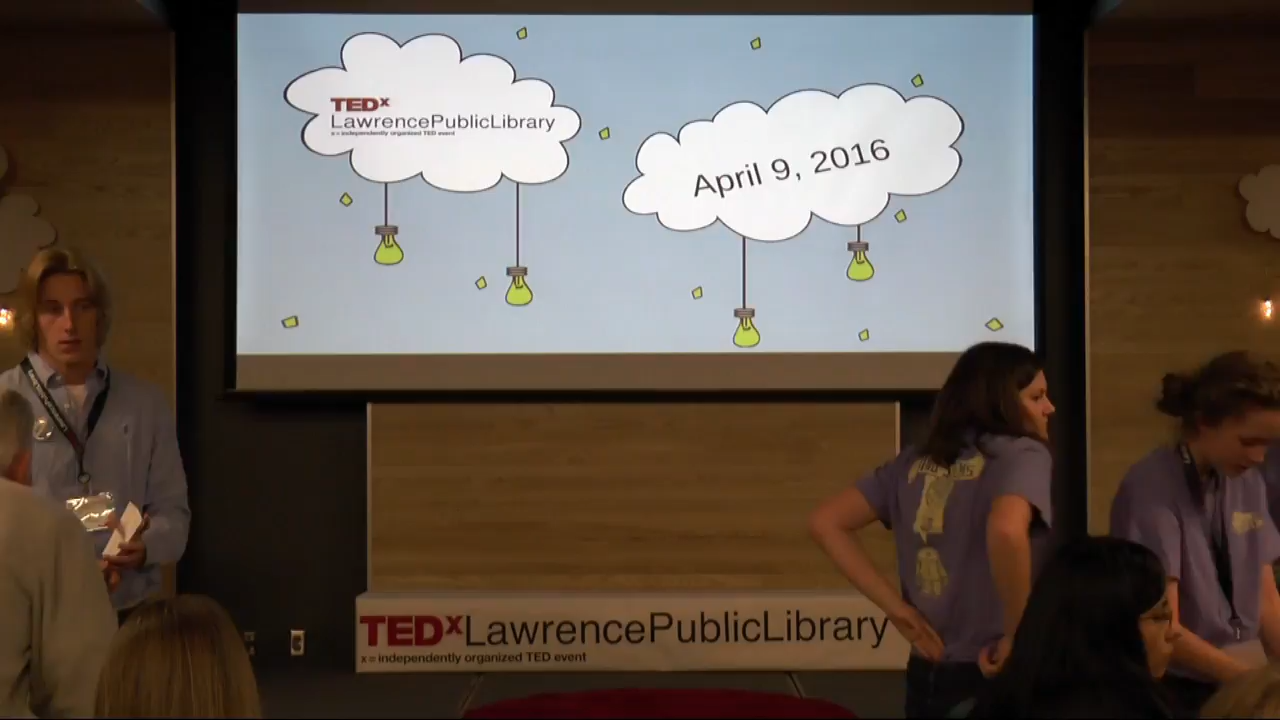 TEDx
LawrencePublicLibrary
x = independently organized TED event
April 9, 2016
TEDxLawrencePublicLibrary
x = independently organized TED event